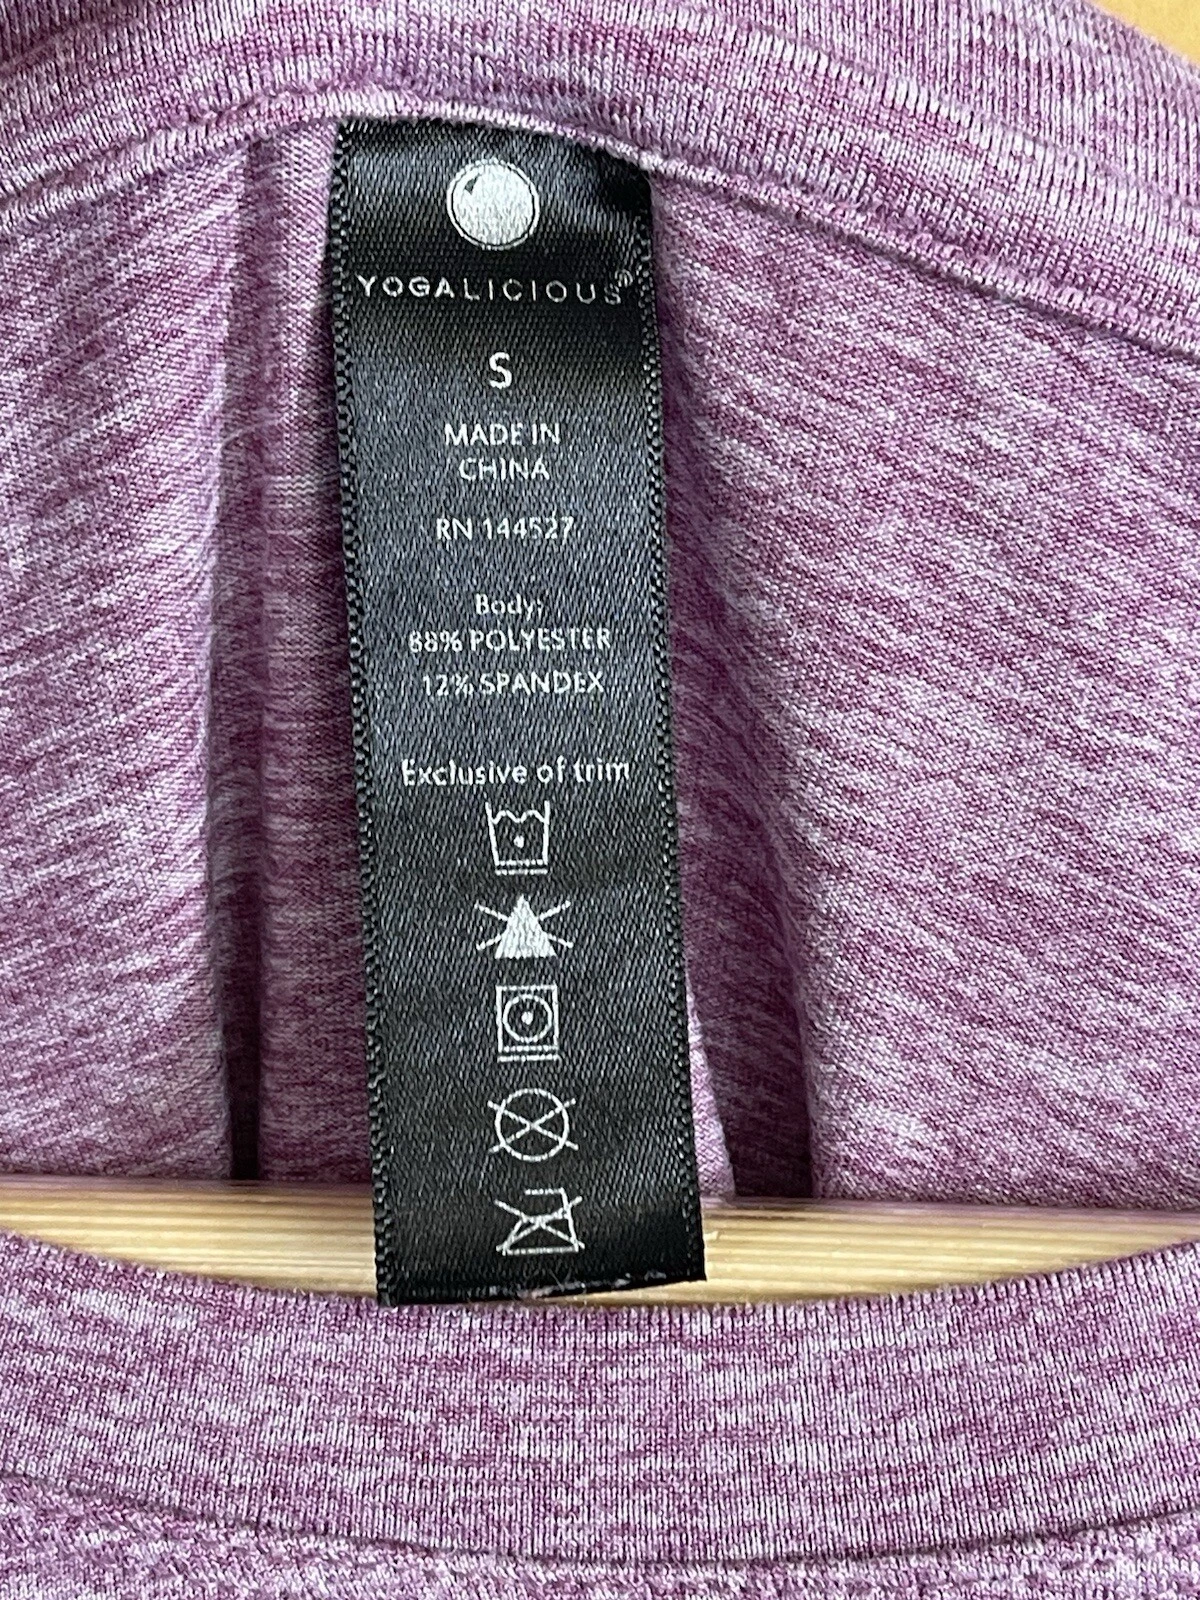 YOGALICIOUS®
S
MADE IN
CHINA
RN 144527
Body:
88% POLYESTER
12% SPANDEX
Exclusive of trim